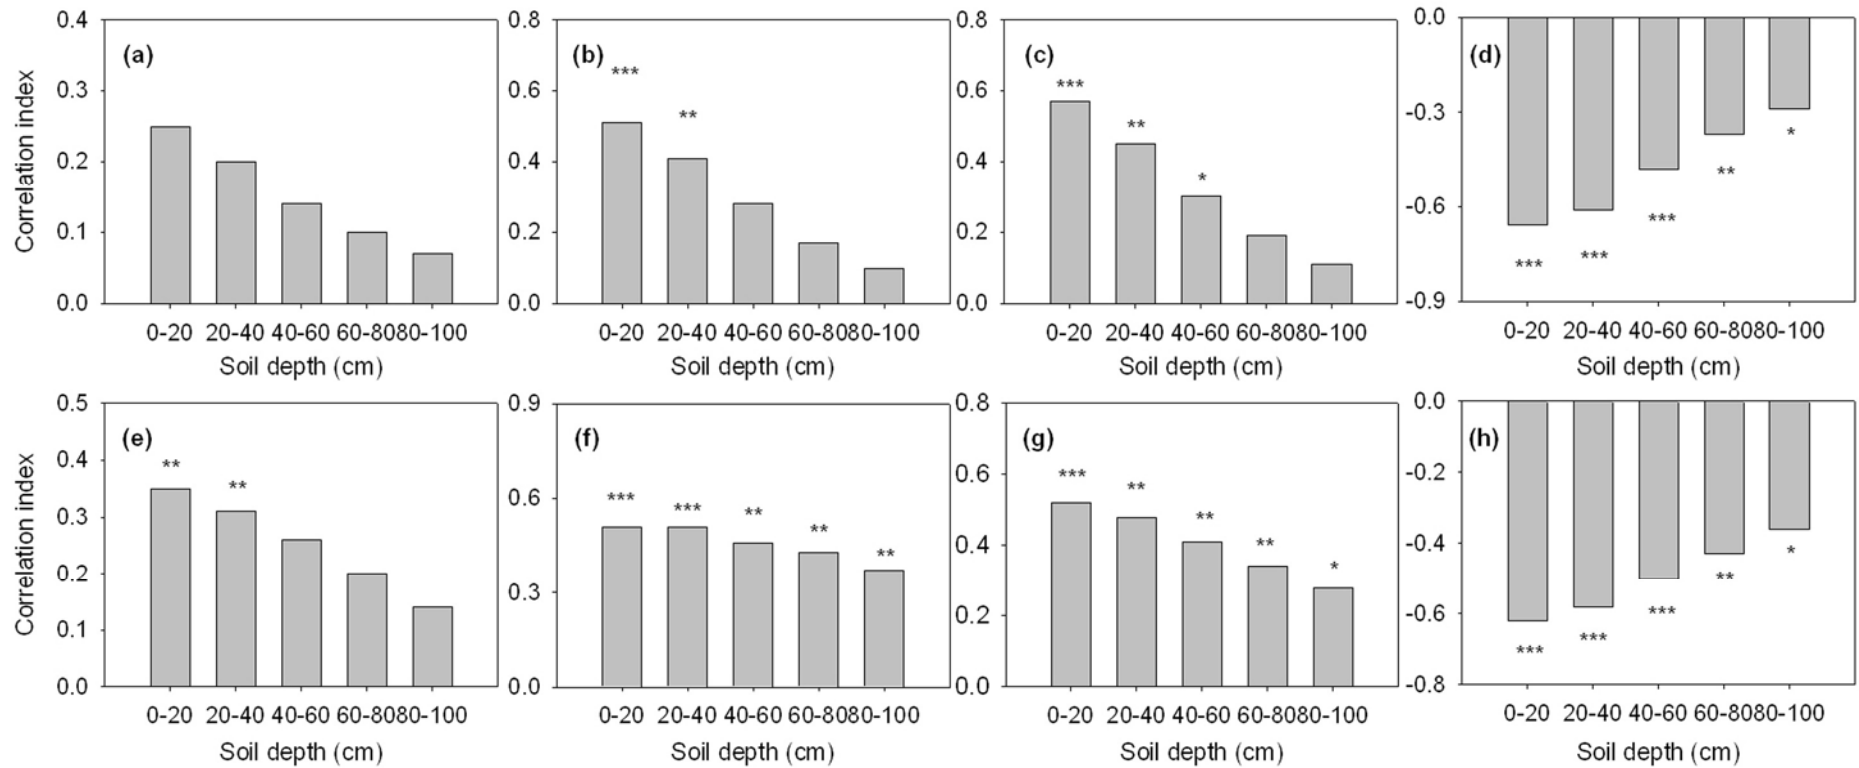 0.4 0.8 0.8 0.0
(a) (b) (c) (d)
*** *** 
0.3 0.6 0.6 -0.3
** ** *
0.2 0.4 0.4 -0.6
* ** ***
0.1 0.2 0.2
*** ***
0.0 0.0 0.0 -0.9
Correlation index
0-20 20-40 40-60 60-80 80-100 0-20 20-40 40-60 60-80 80-100 0-20 20-40 40-60 60-80 80-100 0-20 20-40 40-60 60-80 80-100
Soil depth (cm) Soil depth (cm) Soil depth (cm) Soil depth (cm)
0.5 0.9 0.8 0.0
(e) (f) (g) (h)
0.4 0.6 0.6 -0.2
** ** *** *** ** ** ** *** ** ** ** *
0.3 0.3 0.4 -0.4
* ** ***
0.2 0.2 -0.6
*** ***
0.1
0.0 0.0 0.0 -0.8
Correlation index
0-20 20-40 40-60 60-80 80-100 0-20 20-40 40-60 60-80 80-100 0-20 20-40 40-60 60-80 80-100 0-20 20-40 40-60 60-80 80-100
Soil depth (cm) Soil depth (cm) Soil depth (cm) Soil depth (cm)